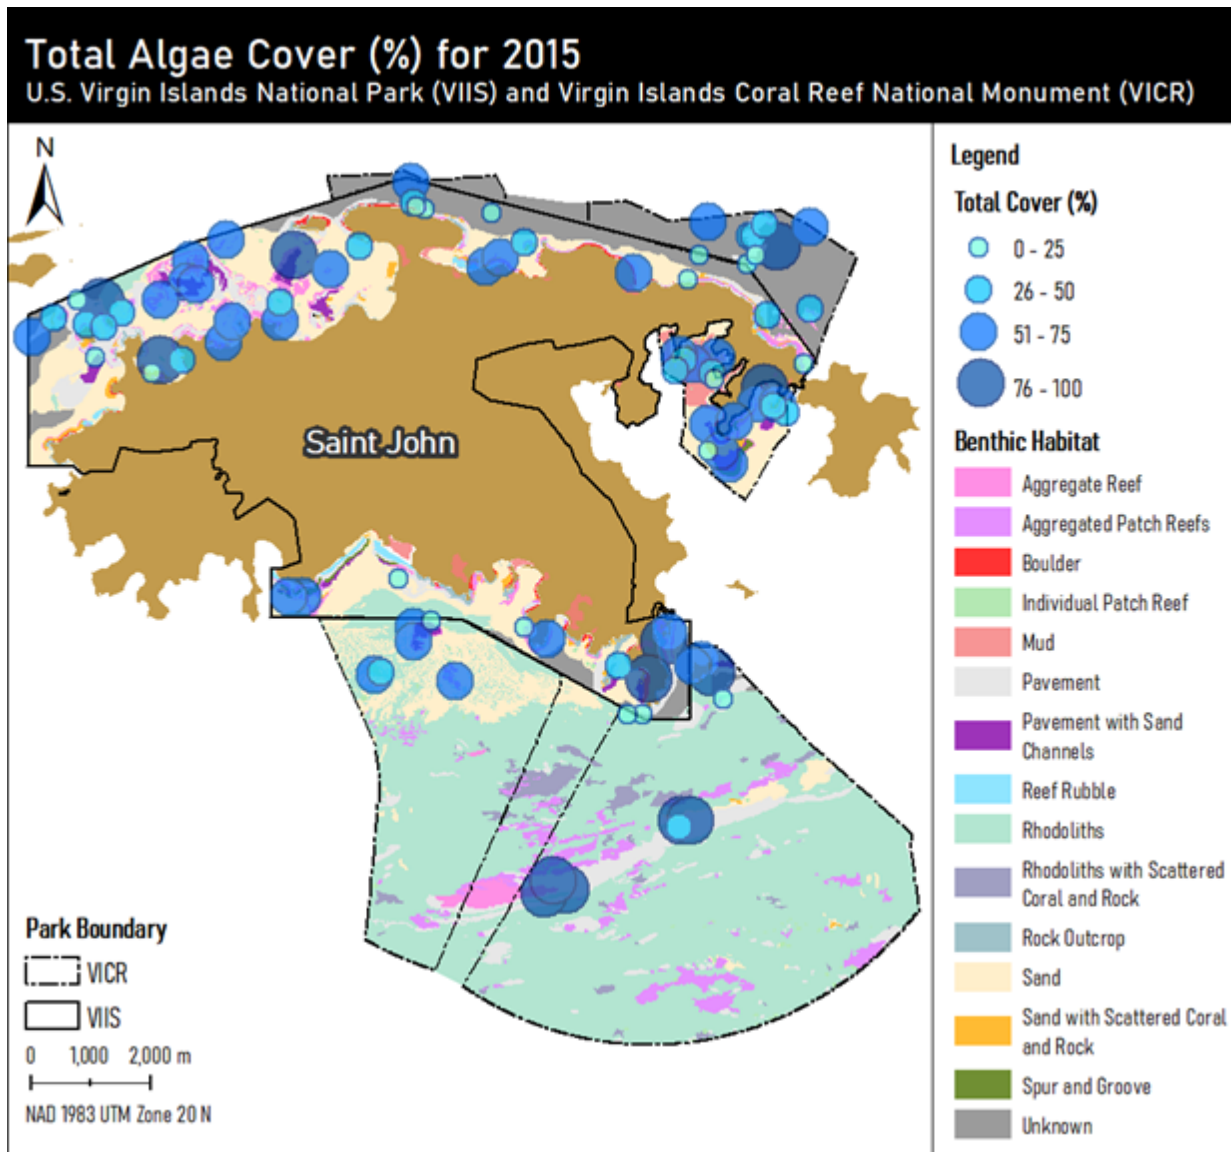 Total Algae Cover (%) for 2015
U.S. Virgin Islands National Park (VIIS) and Virgin Islands Coral Reef National Monument (VICR)
N
Saint John
Legend
Total Cover (%)
0 - 25
26 - 50
51 - 75
76 - 100
Benthic Habitat
Aggregate Reef
Aggregated Patch Reefs
Boulder
Individual Patch Reef
Mud
Pavement
Pavement with Sand
Channels
Reef Rubble
Rhodoliths
Rhodoliths with Scattered
Coral and Rock
Rock Outcrop
Sand
Sand with Scattered Coral
and Rock
Spur and Groove
Unknown
Park Boundary
VICR
VIIS
0 1,000 2,000 m
NAD 1983 UTM Zone 20 N